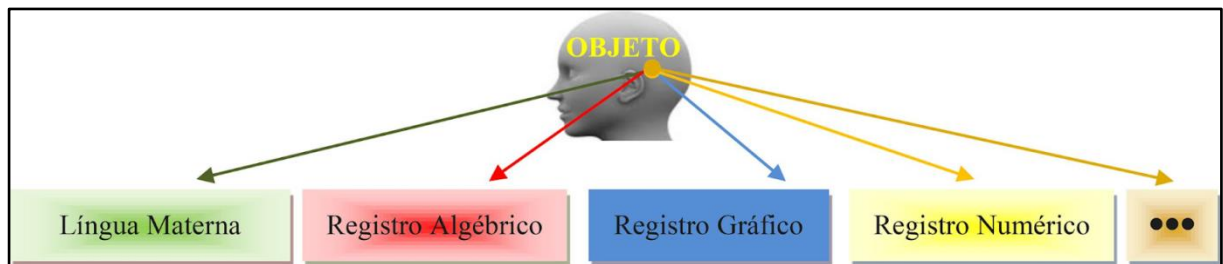 OBJETO
Língua Materna
Registro Algébrico
Registro Gráfico
Registro Numérico
•••